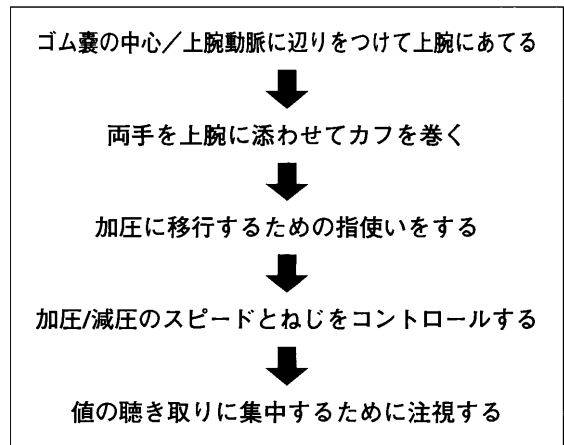 ゴム嚢の中心／上腕動脈に辺りをつけて上腕にあてる
両手を上腕に添わせてカフを巻く
加圧に移行するための指使いをする
加圧/減圧のスピードとねじをコントロールする
値の聴き取りに集中するために注視する